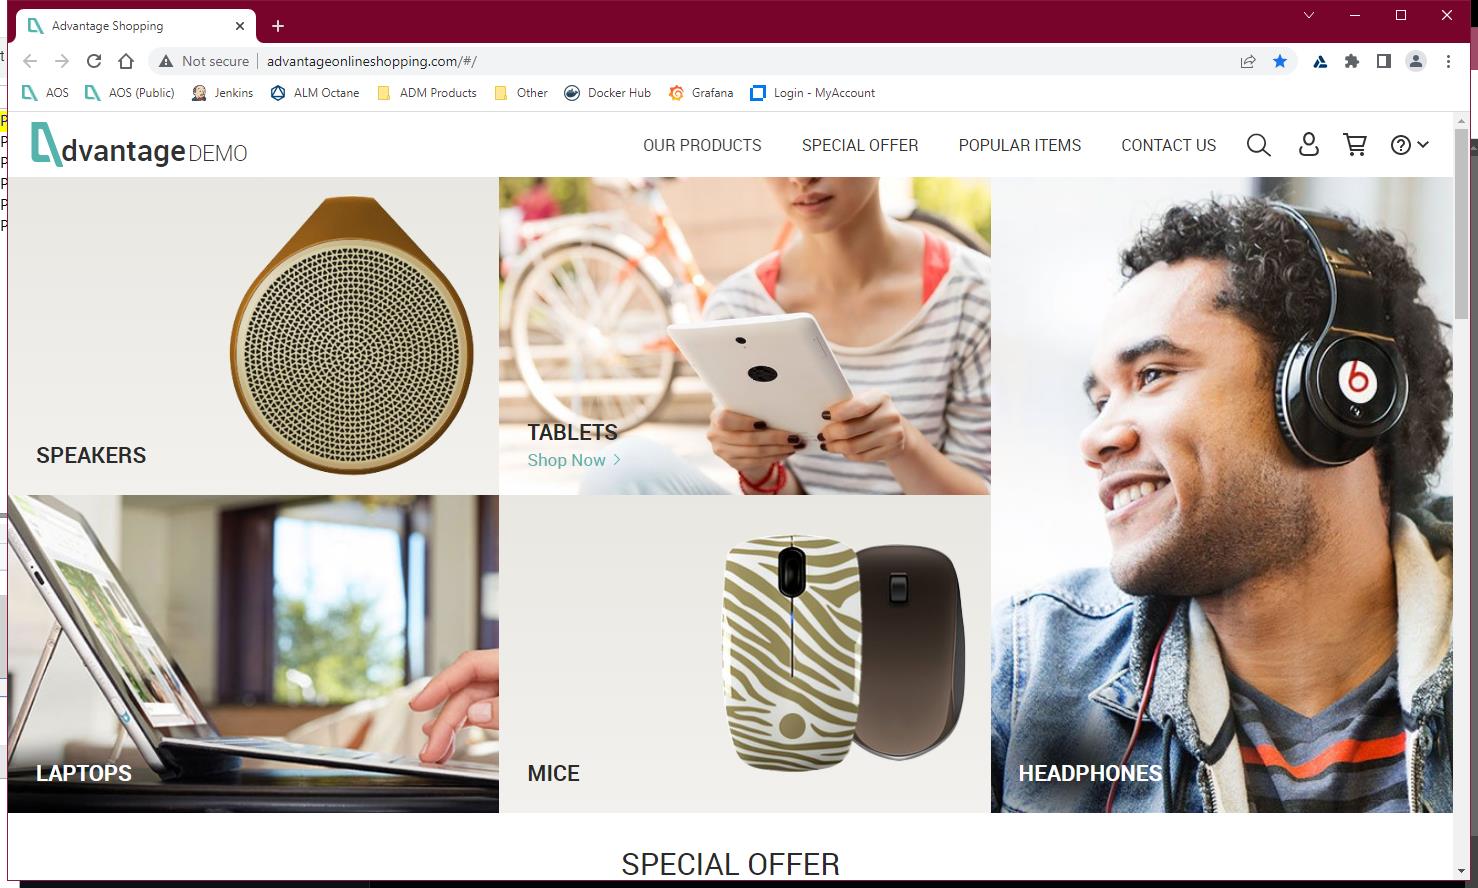 Advantage Shopping
Not secure
advantageonlineshopping.com/#/
AOS
AOS (Public)
Jenkins
ALM Octane
ADM Products
Other
Docker Hub
Grafana
Login - MyAccount
Advantage DEMO
OUR PRODUCTS
SPECIAL OFFER
POPULAR ITEMS
CONTACT US
SPEAKERS
TABLETS
Shop Now
b
LAPTOPS
MICE
HEADPHONES
SPECIAL OFFER